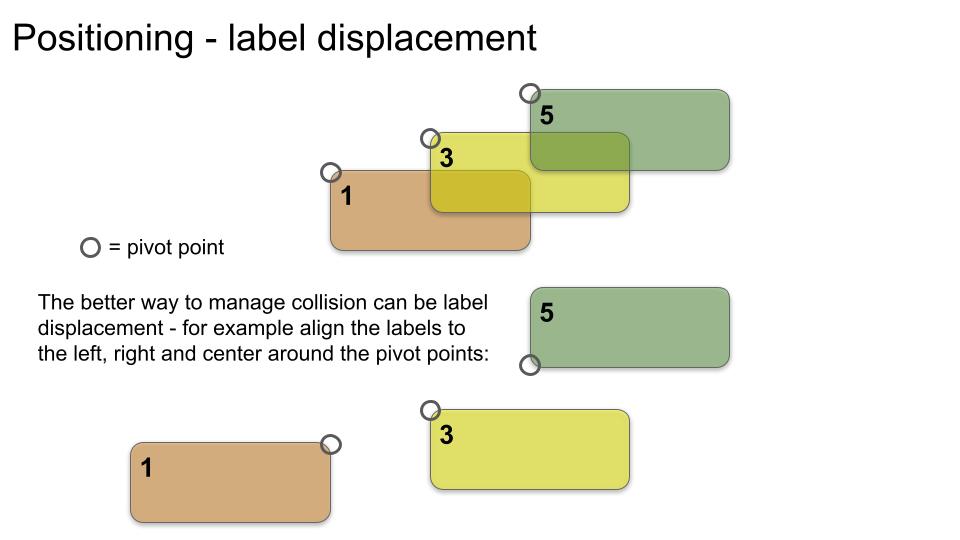 Positioning - label displacement
5
3
1
= pivot point
The better way to manage collision can be label
displacement - for example align the labels to
the left, right and center around the pivot points:
5
3
1